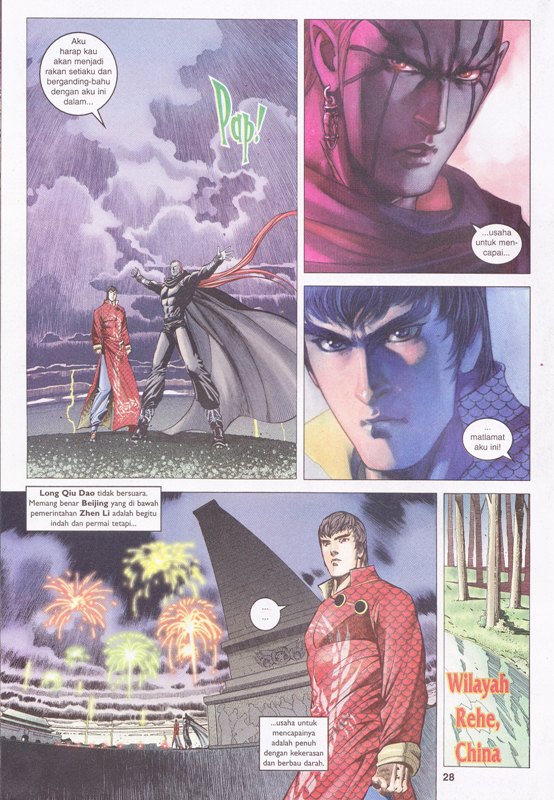 Aku
harap kau
akan menjadi
rakan setiaku dan
berganding-bahu
dengan aku ini
dalam...
Pap!
...usaha
untuk men-
capai...
...
matlamat
aku ini!
Long Qiu Dao tidak bersuara.
Memang benar Beijing yang di bawah
pemerintahan Zhen Li adalah begitu
indah dan permai tetapi...
...
...
...usaha untuk
mencapainya
adalah penuh
dengan kekerasan
dan berbau darah.
Wilayah
Rehe,
China
28